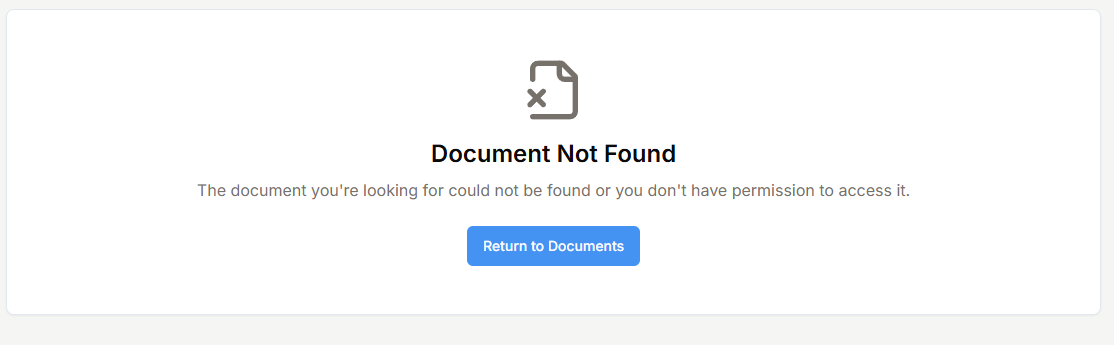 Document Not Found
The document you're looking for could not be found or you don't have permission to access it.
Return to Documents